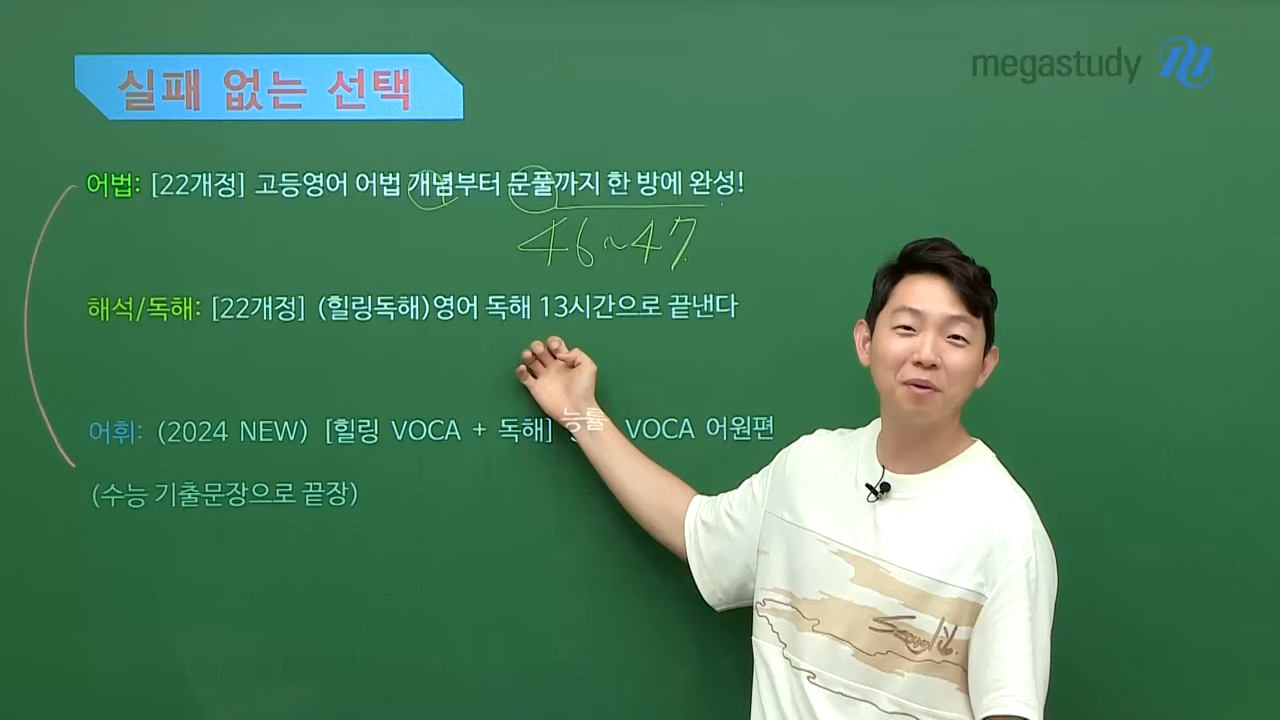 megastudy
실패 없는 선택
어법: [22개정] 고등영어 어법 개념부터 문풀까지 한 방에 완성!
46~47
해석/독해: [22개정] (힐링독해)영어 독해 13시간으로 끝낸다
어휘: (2024 NEW) [힐링 VOCA + 독해] 능률 VOCA 어원편
(수능 기출문장으로 끝장)